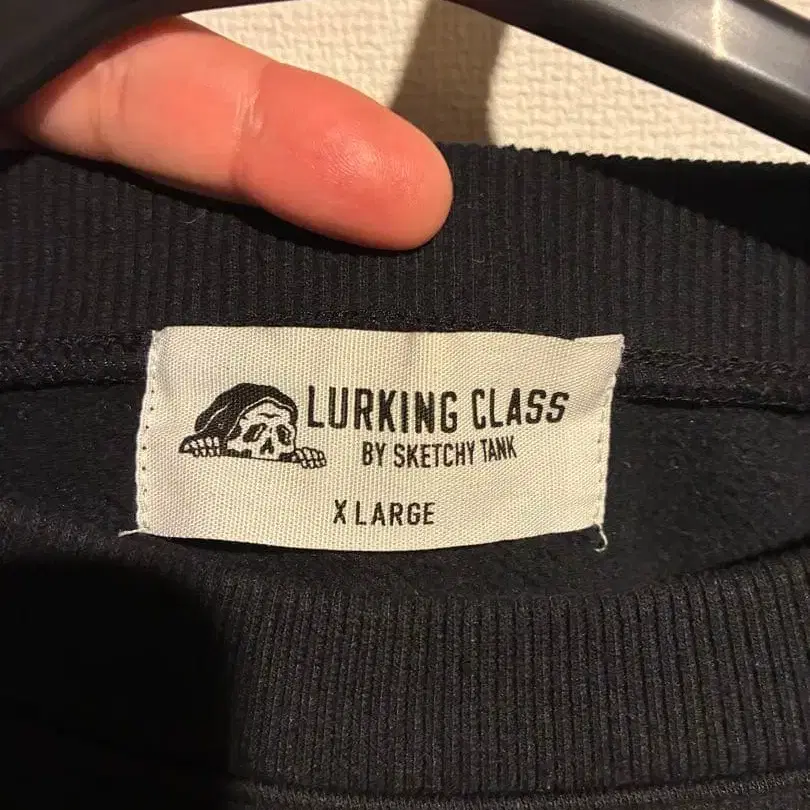 LURKING CLASS
BY SKETCHY TANK
X LARGE